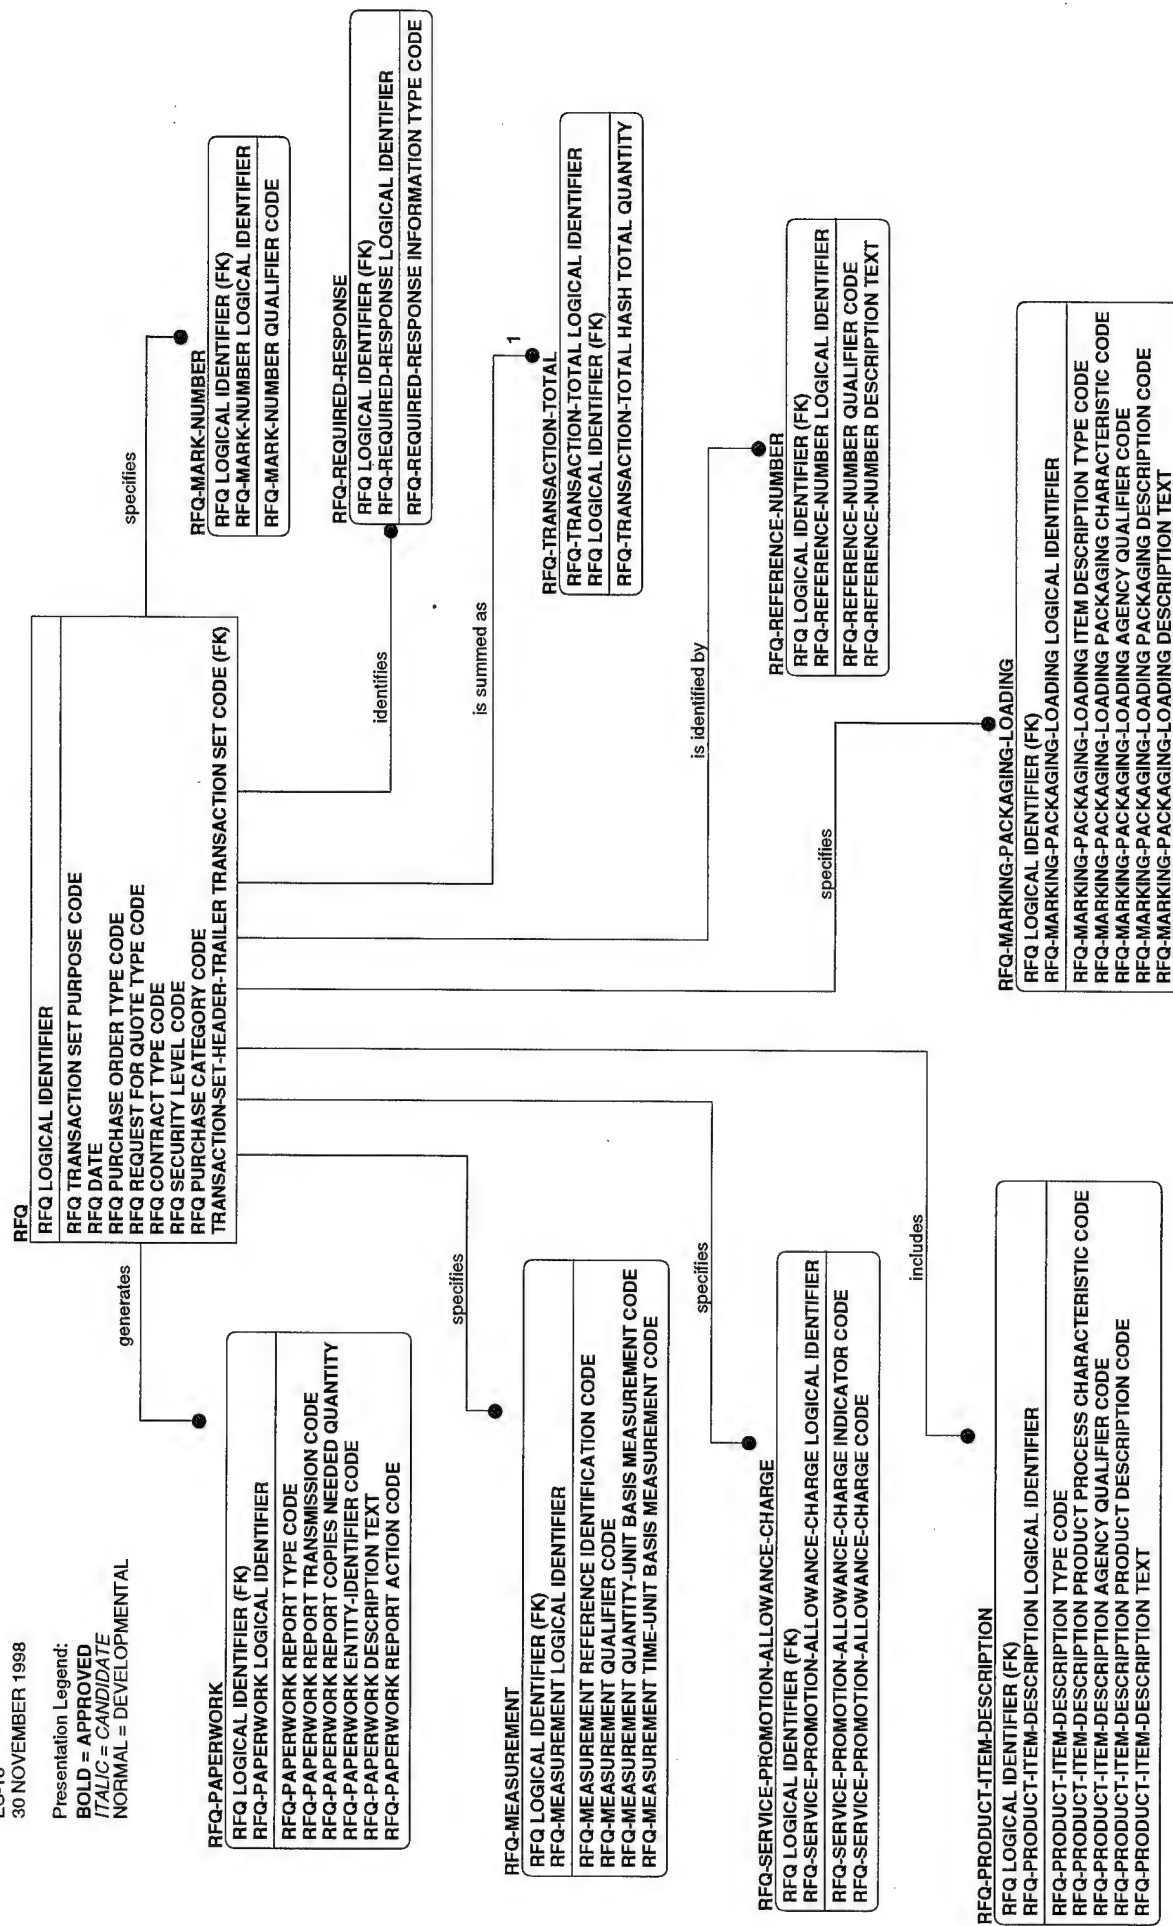 30 NOVEMBER 1998
Presentation Legend:
BOLD = APPROVED
ITALIC = CANDIDATE
NORMAL = DEVELOPMENTAL
RFQ
RFQ LOGICAL IDENTIFIER
RFQ TRANSACTION SET PURPOSE CODE
RFQ DATE
RFQ PURCHASE ORDER TYPE CODE
RFQ REQUEST FOR QUOTE TYPE CODE
RFQ CONTRACT TYPE CODE
RFQ SECURITY LEVEL CODE
RFQ PURCHASE CATEGORY CODE
TRANSACTION-SET-HEADER-TRAILER TRANSACTION SET CODE (FK)
generates
RFQ-PAPERWORK
RFQ LOGICAL IDENTIFIER (FK)
RFQ-PAPERWORK LOGICAL IDENTIFIER
RFQ-PAPERWORK REPORT TYPE CODE
RFQ-PAPERWORK REPORT TRANSMISSION CODE
RFQ-PAPERWORK REPORT COPIES NEEDED QUANTITY
RFQ-PAPERWORK ENTITY-IDENTIFIER CODE
RFQ-PAPERWORK DESCRIPTION TEXT
RFQ-PAPERWORK REPORT ACTION CODE
specifies
RFQ-MEASUREMENT
RFQ LOGICAL IDENTIFIER (FK)
RFQ-MEASUREMENT LOGICAL IDENTIFIER
RFQ-MEASUREMENT REFERENCE IDENTIFICATION CODE
RFQ-MEASUREMENT QUALIFIER CODE
RFQ-MEASUREMENT QUANTITY-UNIT BASIS MEASUREMENT CODE
RFQ-MEASUREMENT TIME-UNIT BASIS MEASUREMENT CODE
specifies
RFQ-SERVICE-PROMOTION-ALLOWANCE-CHARGE
RFQ LOGICAL IDENTIFIER (FK)
RFQ-SERVICE-PROMOTION-ALLOWANCE-CHARGE LOGICAL IDENTIFIER
RFQ-SERVICE-PROMOTION-ALLOWANCE-CHARGE INDICATOR CODE
RFQ-SERVICE-PROMOTION-ALLOWANCE-CHARGE CODE
includes
RFQ-PRODUCT-ITEM-DESCRIPTION
RFQ LOGICAL IDENTIFIER (FK)
RFQ-PRODUCT-ITEM-DESCRIPTION LOGICAL IDENTIFIER
RFQ-PRODUCT-ITEM-DESCRIPTION TYPE CODE
RFQ-PRODUCT-ITEM-DESCRIPTION PRODUCT PROCESS CHARACTERISTIC CODE
RFQ-PRODUCT-ITEM-DESCRIPTION AGENCY QUALIFIER CODE
RFQ-PRODUCT-ITEM-DESCRIPTION PRODUCT DESCRIPTION CODE
RFQ-PRODUCT-ITEM-DESCRIPTION TEXT
specifies
RFQ-MARK-NUMBER
RFQ LOGICAL IDENTIFIER (FK)
RFQ-MARK-NUMBER LOGICAL IDENTIFIER
RFQ-MARK-NUMBER QUALIFIER CODE
identifies
RFQ-REQUIRED-RESPONSE
RFQ LOGICAL IDENTIFIER (FK)
RFQ-REQUIRED-RESPONSE LOGICAL IDENTIFIER
RFQ-REQUIRED-RESPONSE INFORMATION TYPE CODE
is summed as
1
RFQ-TRANSACTION-TOTAL
RFQ-TRANSACTION-TOTAL LOGICAL IDENTIFIER
RFQ LOGICAL IDENTIFIER (FK)
RFQ-TRANSACTION-TOTAL HASH TOTAL QUANTITY
is identified by
RFQ-REFERENCE-NUMBER
RFQ LOGICAL IDENTIFIER (FK)
RFQ-REFERENCE-NUMBER LOGICAL IDENTIFIER
RFQ-REFERENCE-NUMBER QUALIFIER CODE
RFQ-REFERENCE-NUMBER DESCRIPTION TEXT
specifies
RFQ-MARKING-PACKAGING-LOADING
RFQ LOGICAL IDENTIFIER (FK)
RFQ-MARKING-PACKAGING-LOADING LOGICAL IDENTIFIER
RFQ-MARKING-PACKAGING-LOADING ITEM DESCRIPTION TYPE CODE
RFQ-MARKING-PACKAGING-LOADING PACKAGING CHARACTERISTIC CODE
RFQ-MARKING-PACKAGING-LOADING AGENCY QUALIFIER CODE
RFQ-MARKING-PACKAGING-LOADING PACKAGING DESCRIPTION CODE
RFQ-MARKING-PACKAGING-LOADING DESCRIPTION TEXT